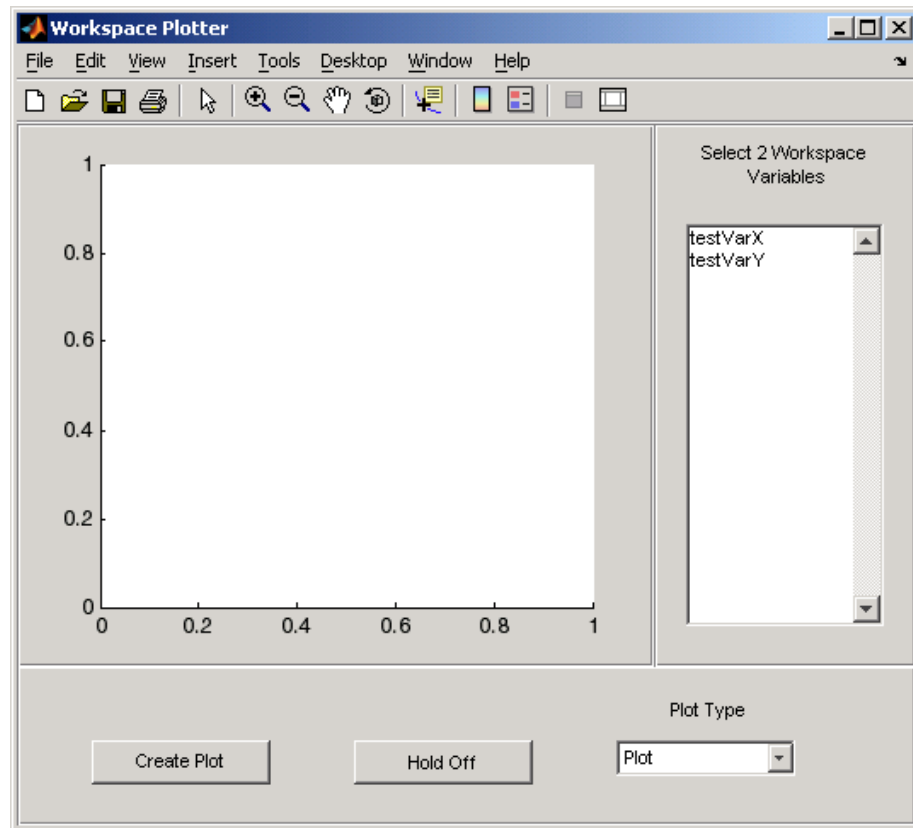 Workspace Plotter
File Edit View Insert Tools Desktop Window Help
Select 2 Workspace
Variables
testVarX
testVarY
1
0.8
0.6
0.4
0.2
0
0 0.2 0.4 0.6 0.8 1
Plot Type
Create Plot
Hold Off
Plot